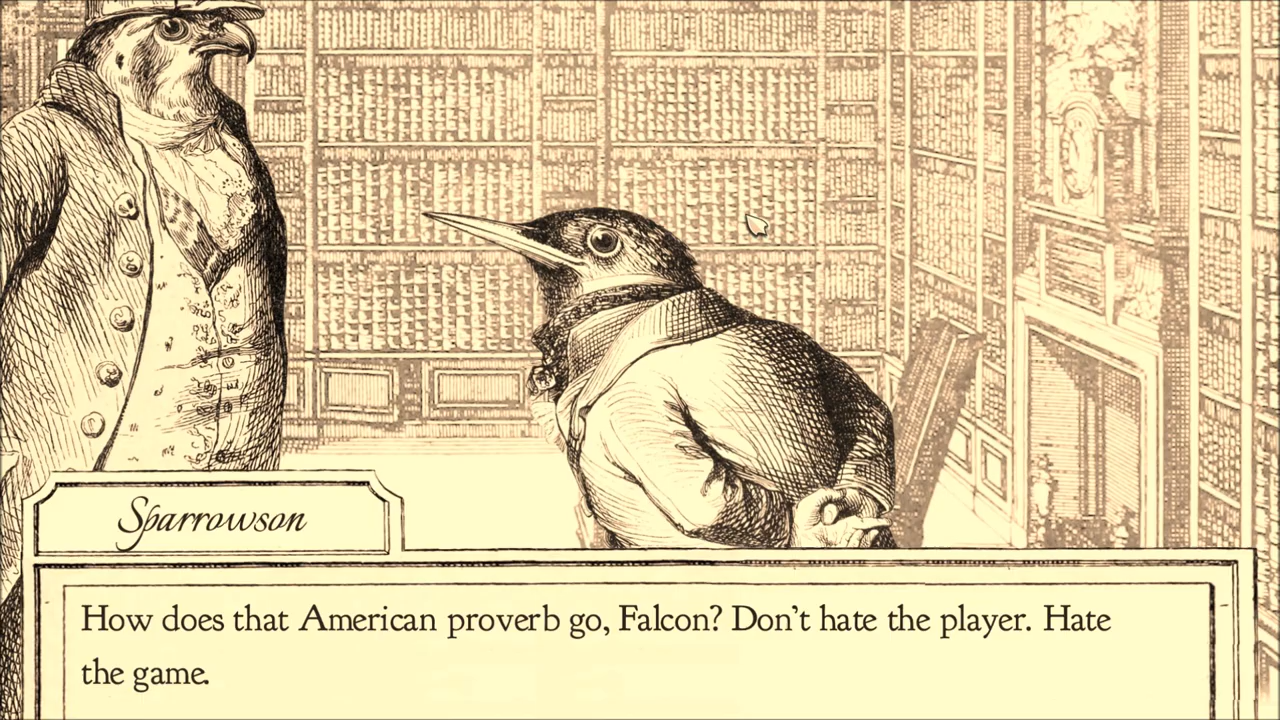 Sparrowson
How does that American proverb go, Falcon? Don't hate the player. Hate
the game.